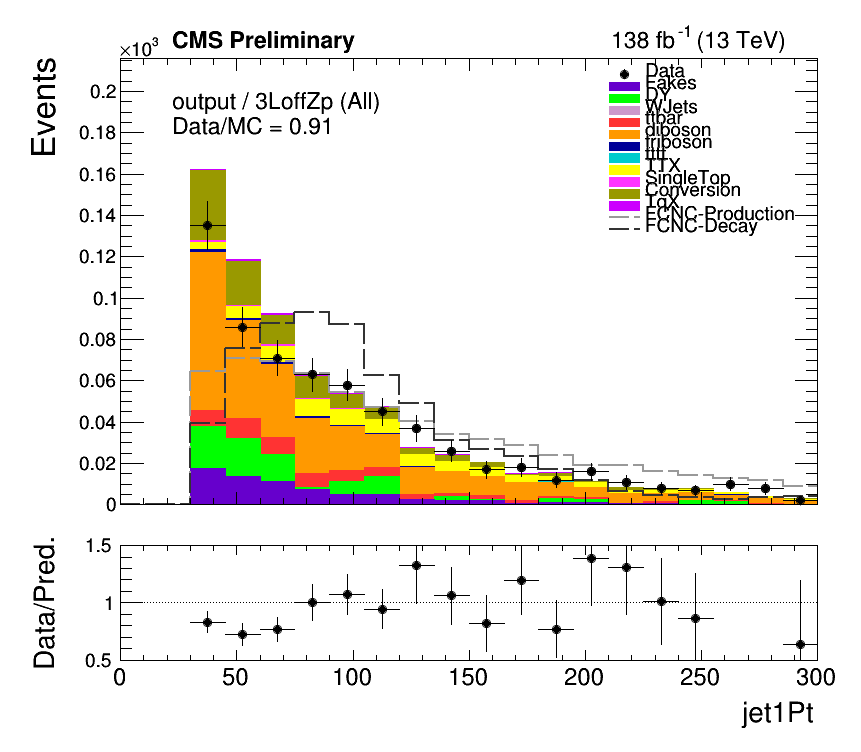 ×10³ CMS Preliminary 138 fb⁻¹ (13 TeV)
Events
output / 3LoffZp (All)
Data/MC = 0.91
Data
Fakes
DY
WJets
ttbar
diboson
triboson
tttt
TTX
SingleTop
Conversion
TqX
FCNC-Production
FCNC-Decay
0.2
0.18
0.16
0.14
0.12
0.1
0.08
0.06
0.04
0.02
0
Data/Pred.
1.5
1
0.5
0 50 100 150 200 250 300
jet1Pt